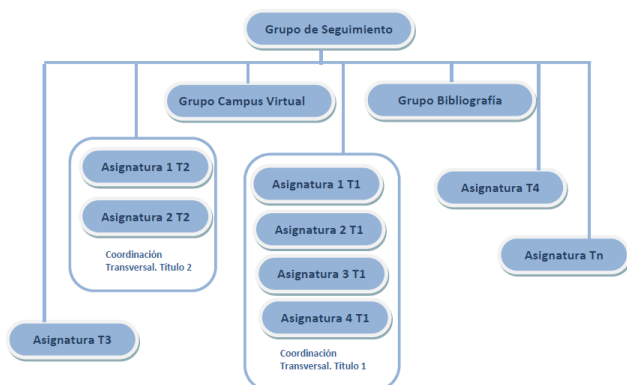 Grupo de Seguimiento
Grupo Campus Virtual
Grupo Bibliografía
Asignatura 1 T2
Asignatura 2 T2
Coordinación
Transversal. Título 2
Asignatura 1 T1
Asignatura 2 T1
Asignatura 3 T1
Asignatura 4 T1
Coordinación
Transversal. Título 1
Asignatura T4
Asignatura Tn
Asignatura T3